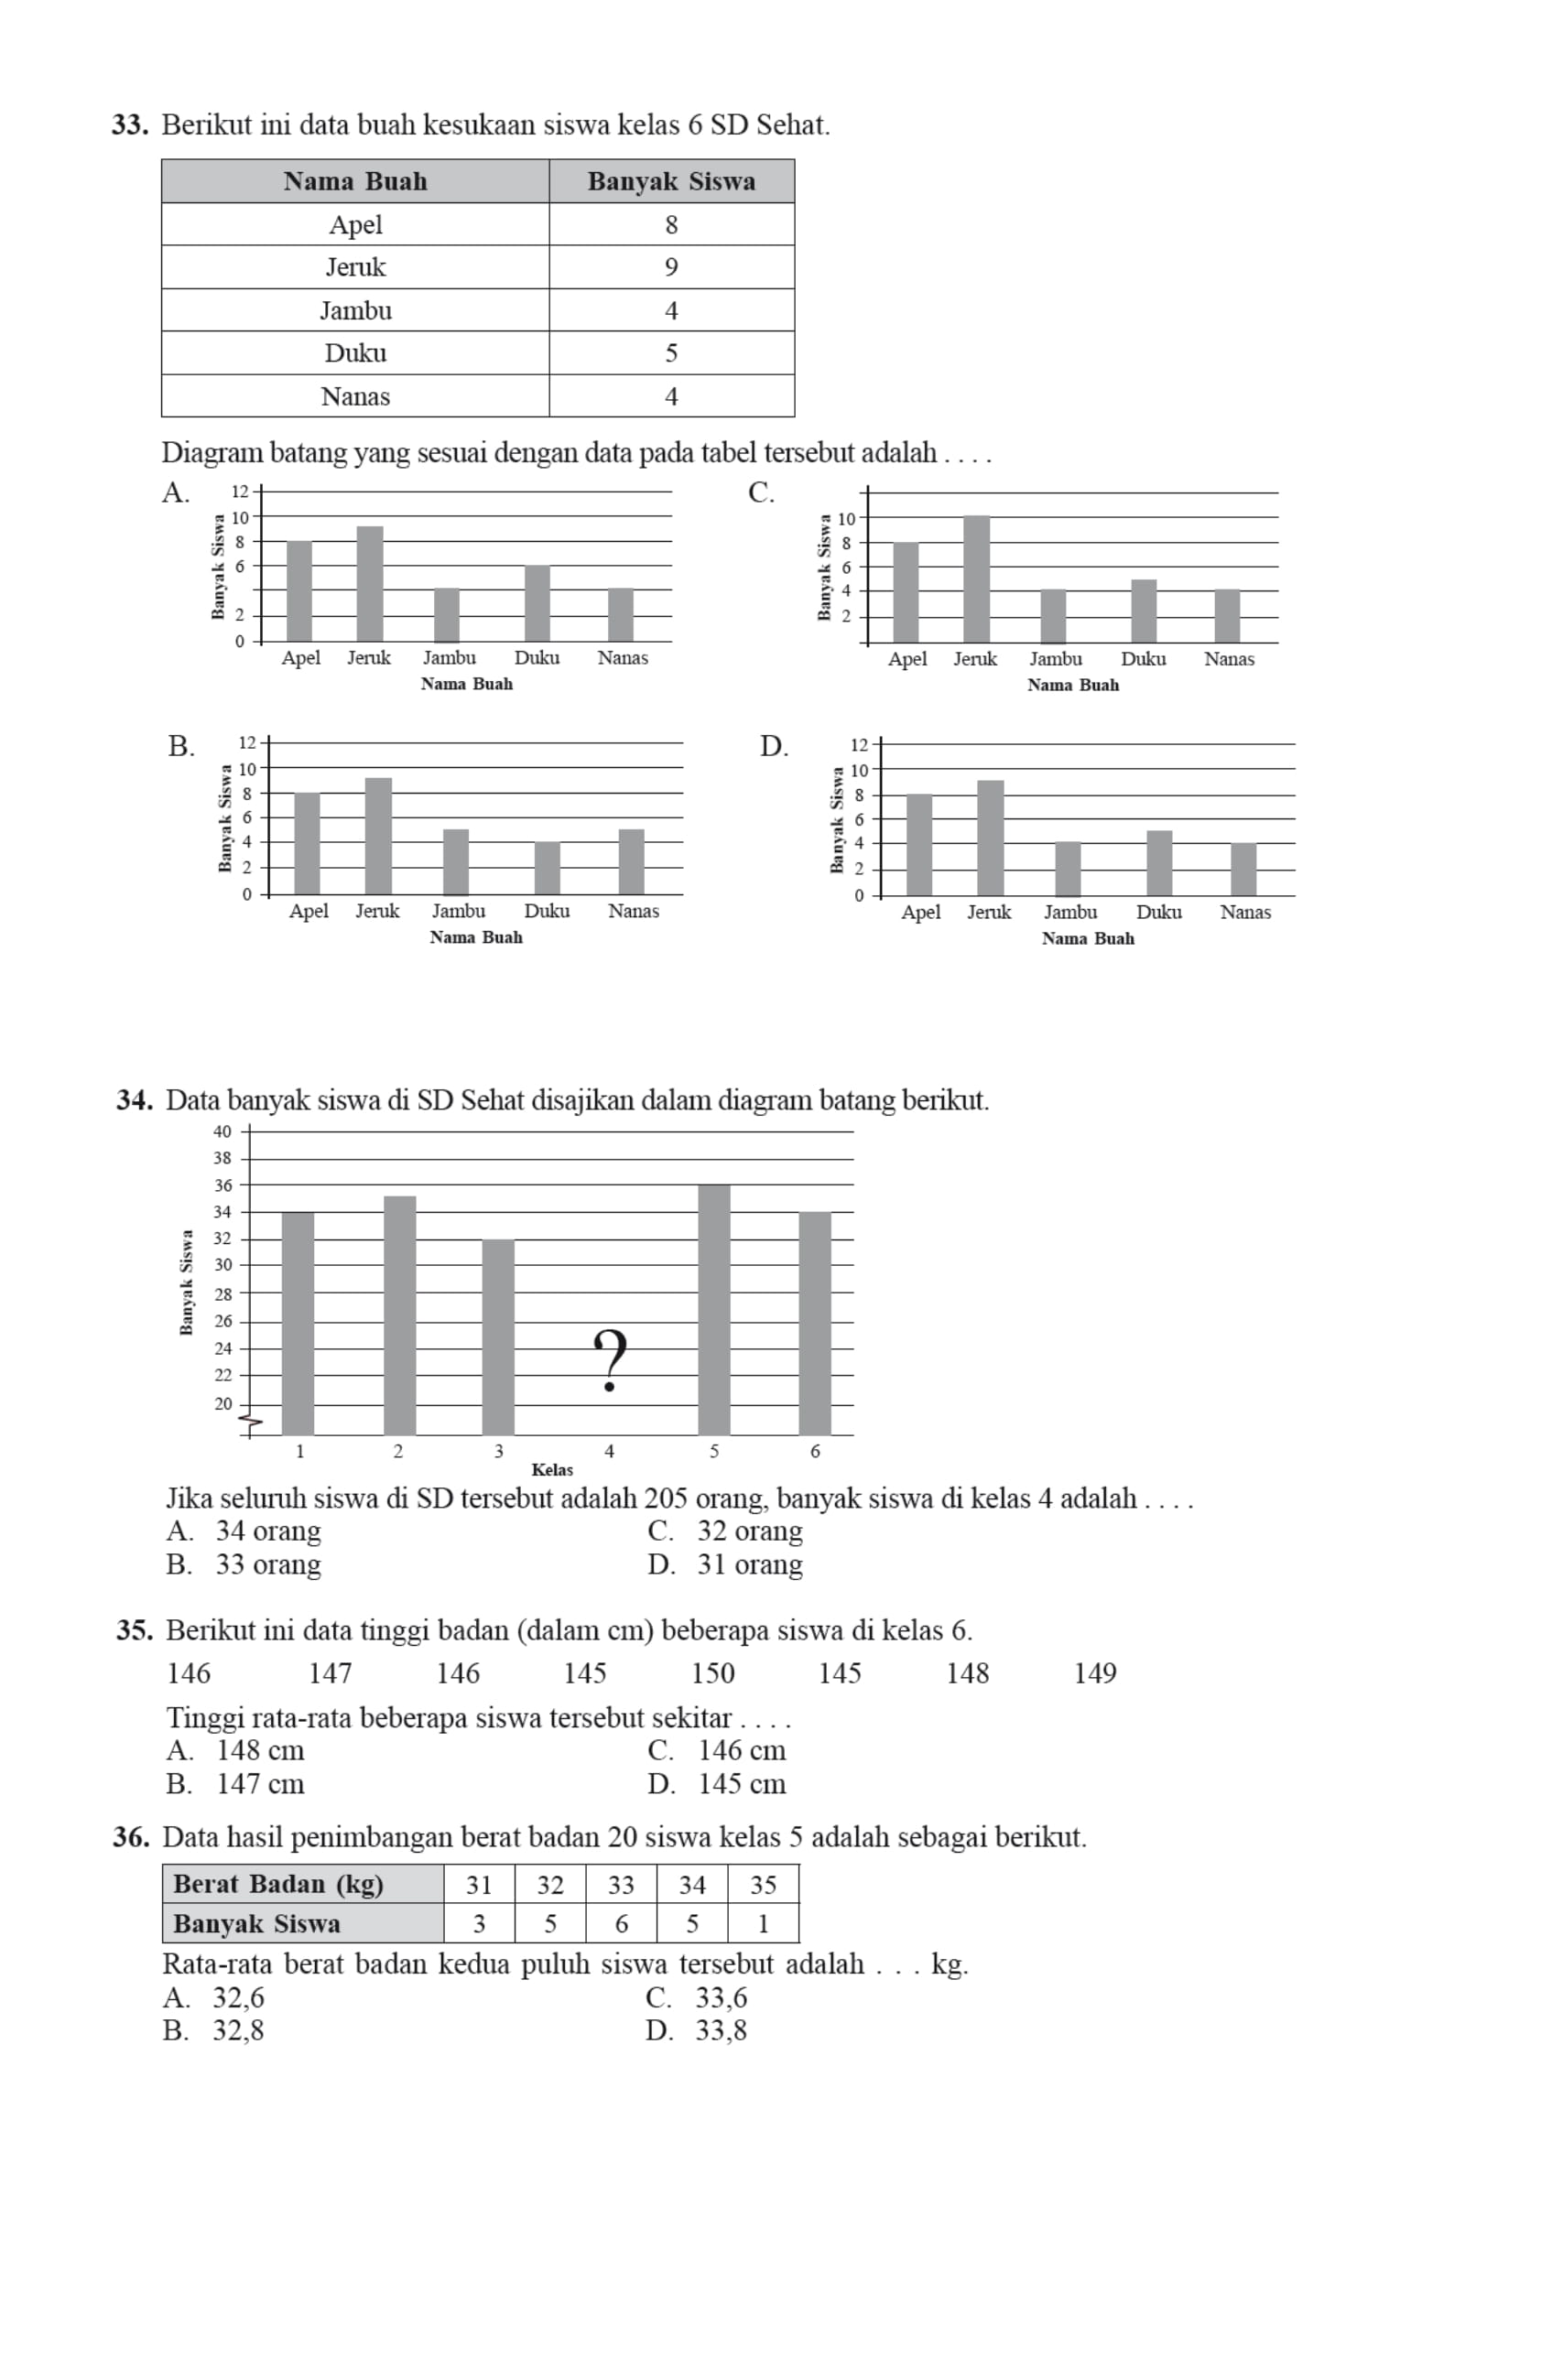 33. Berikut ini data buah kesukaan siswa kelas 6 SD Sehat.
Nama Buah Banyak Siswa
Apel 8
Jeruk 9
Jambu 4
Duku 5
Nanas 4
Diagram batang yang sesuai dengan data pada tabel tersebut adalah . . . .
A.
Banyak Siswa
12
10
8
6
2
0
Apel Jeruk Jambu Duku Nanas
Nama Buah
C.
Banyak Siswa
10
8
6
4
2
Apel Jeruk Jambu Duku Nanas
Nama Buah
B.
Banyak Siswa
12
10
8
6
4
2
0
Apel Jeruk Jambu Duku Nanas
Nama Buah
D.
Banyak Siswa
12
10
8
6
4
2
0
Apel Jeruk Jambu Duku Nanas
Nama Buah
34. Data banyak siswa di SD Sehat disajikan dalam diagram batang berikut.
Banyak Siswa
40
38
36
34
32
30
28
26
24
22
20
?
1 2 3 4 5 6
Kelas
Jika seluruh siswa di SD tersebut adalah 205 orang, banyak siswa di kelas 4 adalah . . . .
A. 34 orang C. 32 orang
B. 33 orang D. 31 orang
35. Berikut ini data tinggi badan (dalam cm) beberapa siswa di kelas 6.
146 147 146 145 150 145 148 149
Tinggi rata-rata beberapa siswa tersebut sekitar . . . .
A. 148 cm C. 146 cm
B. 147 cm D. 145 cm
36. Data hasil penimbangan berat badan 20 siswa kelas 5 adalah sebagai berikut.
Berat Badan (kg) 31 32 33 34 35
Banyak Siswa 3 5 6 5 1
Rata-rata berat badan kedua puluh siswa tersebut adalah . . . kg.
A. 32,6 C. 33,6
B. 32,8 D. 33,8